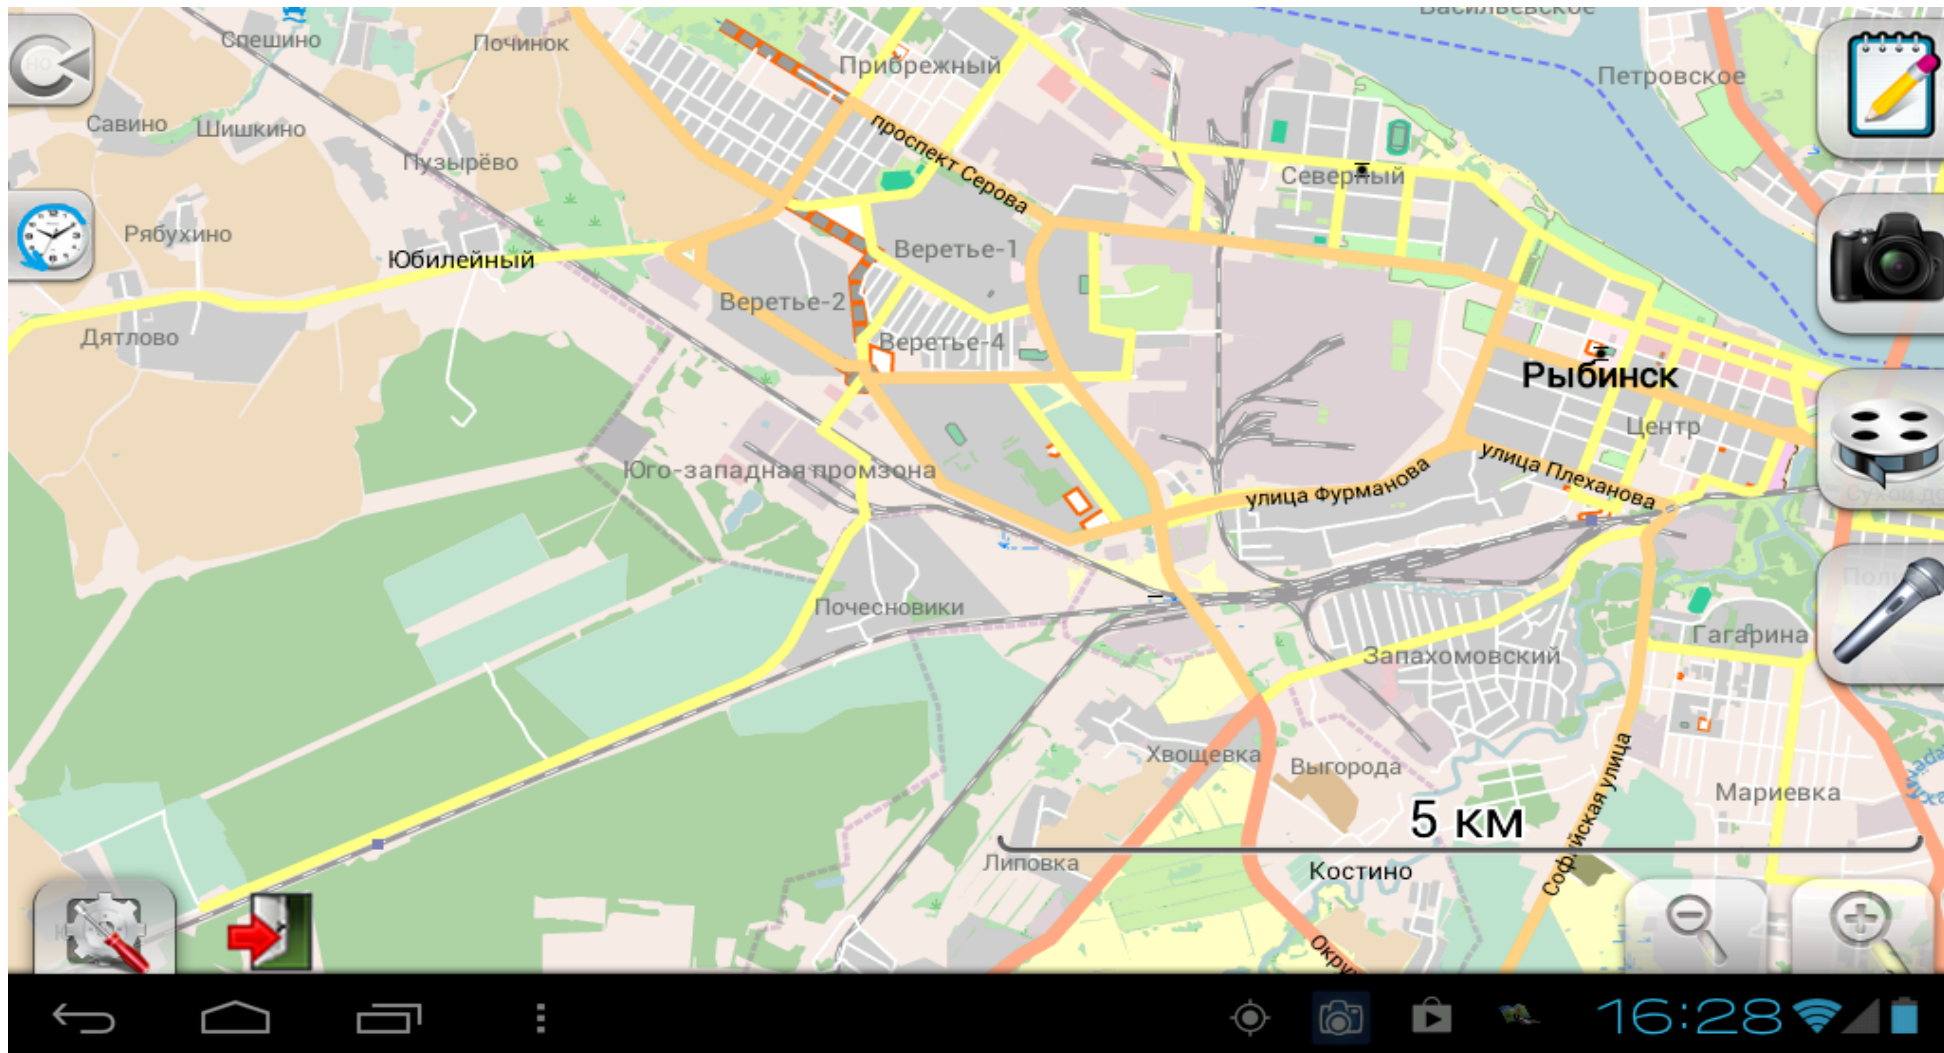 Васильевское
Спешино
Починок
Прибрежный
Петровское
Савино
Шишкино
Пузырёво
проспект Серова
Северный
Рябухино
Юбилейный
Веретье-1
Веретье-2
Дятлово
Веретье-4
Рыбинск
Центр
Юго-западная промзона
улица Фурманова
улица Плеханова
Почесновики
Гагарина
Запахомовский
Хвощевка
Выгорода
Мариевка
5 км
Софийская улица
Липовка
Костино
16:28